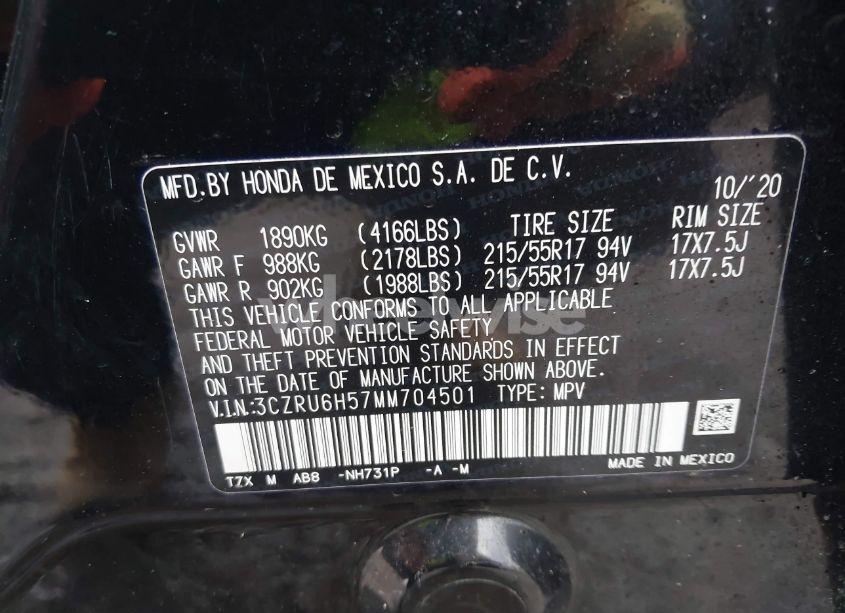 MFD.BY HONDA DE MEXICO S.A. DE C.V. 10/'20
GVWR 1890KG (4166LBS) TIRE SIZE RIM SIZE
GAWR F 988KG (2178LBS) 215/55R17 94V 17X7.5J
GAWR R 902KG (1988LBS) 215/55R17 94V 17X7.5J
THIS VEHICLE CONFORMS TO ALL APPLICABLE
FEDERAL MOTOR VEHICLE SAFETY
AND THEFT PREVENTION STANDARDS IN EFFECT
ON THE DATE OF MANUFACTURE SHOWN ABOVE.
V.I.N.:3CZRU6H57MM704501 TYPE: MPV
TZX M AB8 -NH731P -A -M MADE IN MEXICO